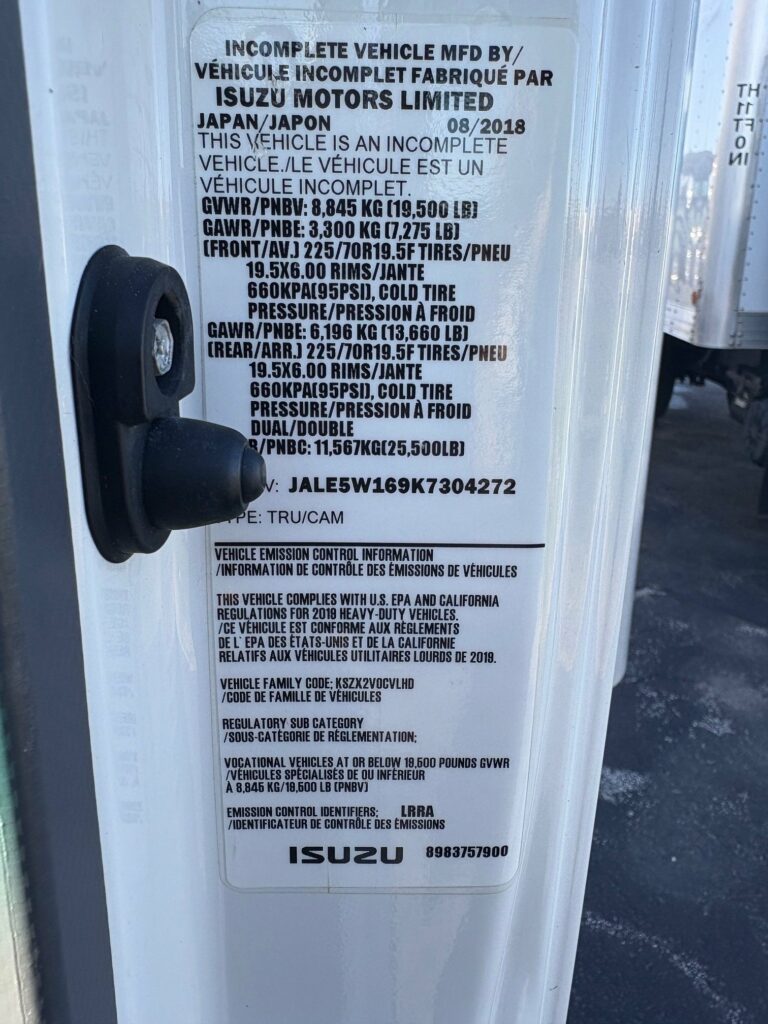 INCOMPLETE VEHICLE MFD BY/
VÉHICULE INCOMPLET FABRIQUÉ PAR
ISUZU MOTORS LIMITED
JAPAN/JAPON 08/2018
THIS VEHICLE IS AN INCOMPLETE
VEHICLE./LE VÉHICULE EST UN
VÉHICULE INCOMPLET.
GVWR/PNBV: 8,845 KG (19,500 LB)
GAWR/PNBE: 3,300 KG (7,275 LB)
(FRONT/AV.) 225/70R19.5F TIRES/PNEU
19.5X6.00 RIMS/JANTE
660KPA(95PSI), COLD TIRE
PRESSURE/PRESSION À FROID
GAWR/PNBE: 6,196 KG (13,660 LB)
(REAR/ARR.) 225/70R19.5F TIRES/PNEU
19.5X6.00 RIMS/JANTE
660KPA(95PSI), COLD TIRE
PRESSURE/PRESSION À FROID
DUAL/DOUBLE
R/PNBC: 11,567KG(25,500LB)
V: JALE5W169K7304272
PE: TRU/CAM
VEHICLE EMISSION CONTROL INFORMATION
/INFORMATION DE CONTRÔLE DES ÉMISSIONS DE VÉHICULES
THIS VEHICLE COMPLIES WITH U.S. EPA AND CALIFORNIA
REGULATIONS FOR 2019 HEAVY-DUTY VEHICLES.
/CE VÉHICULE EST CONFORME AUX RÈGLEMENTS
DE L' EPA DES ÉTATS-UNIS ET DE LA CALIFORNIE
RELATIFS AUX VÉHICULES UTILITAIRES LOURDS DE 2019.
VEHICLE FAMILY CODE; KSZX2VOCVLHD
/CODE DE FAMILLE DE VÉHICULES
REGULATORY SUB CATEGORY
/SOUS-CATÉGORIE DE RÈGLEMENTATION;
VOCATIONAL VEHICLES AT OR BELOW 19,500 POUNDS GVWR
/VÉHICULES SPÉCIALISÉS DE OU INFÉRIEUR
À 8,845 KG/19,500 LB (PNBV)
EMISSION CONTROL IDENTIFIERS; LRRA
/IDENTIFICATEUR DE CONTRÔLE DES ÉMISSIONS
ISUZU 8983757900
HT
11 FT
0 IN